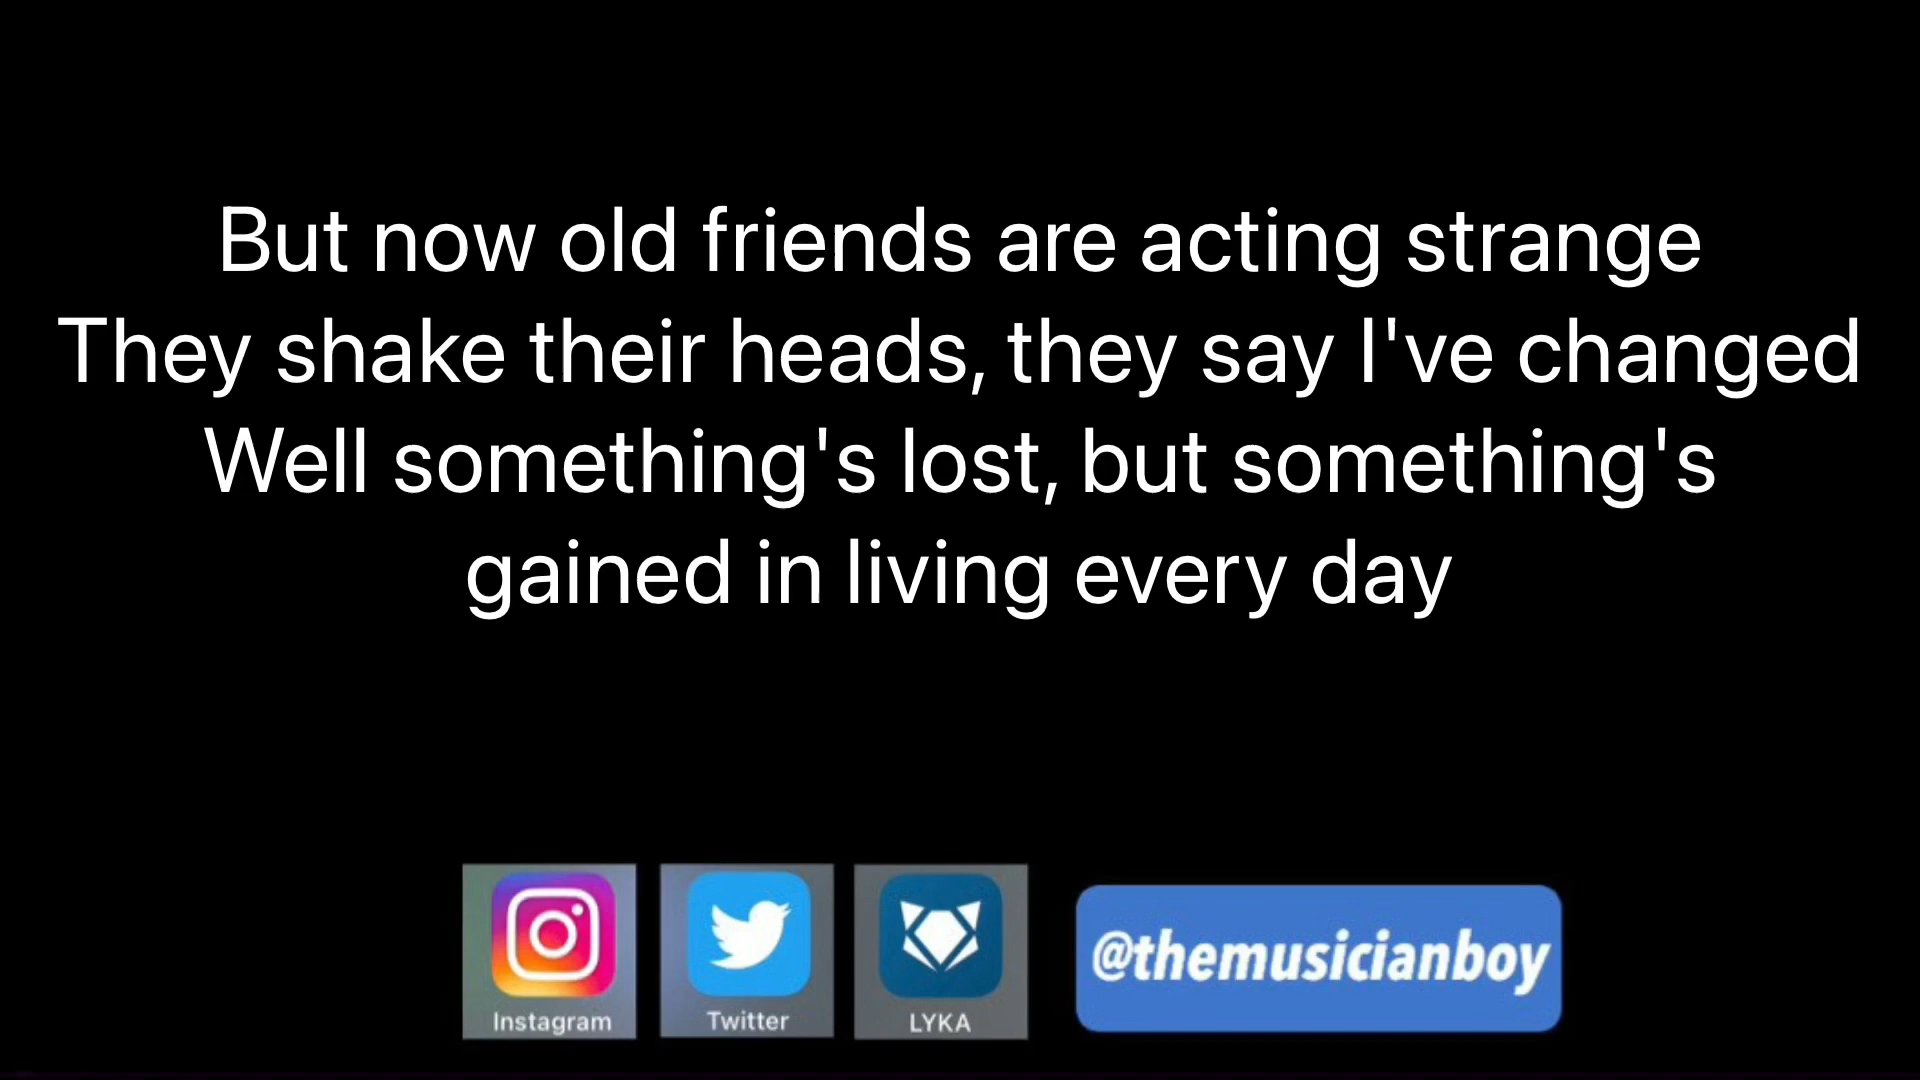 But now old friends are acting strange
They shake their heads, they say I've changed
Well something's lost, but something's
gained in living every day
Instagram
Twitter
LYKA
@themusicianboy